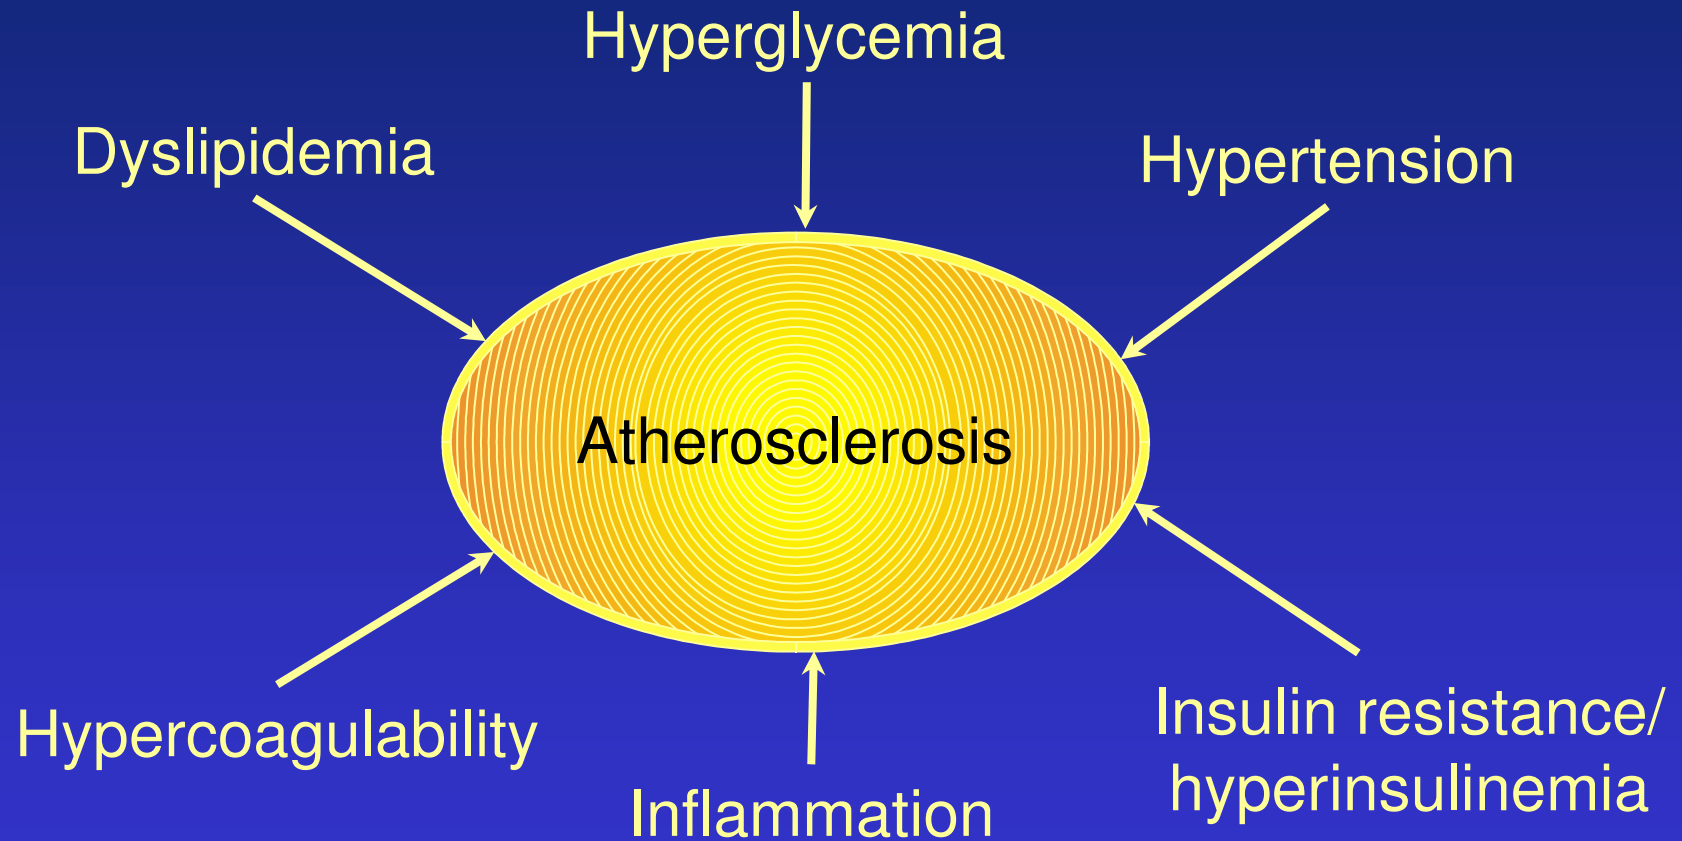 Hyperglycemia
Dyslipidemia
Hypertension
Atherosclerosis
Hypercoagulability
Insulin resistance/
hyperinsulinemia
Inflammation